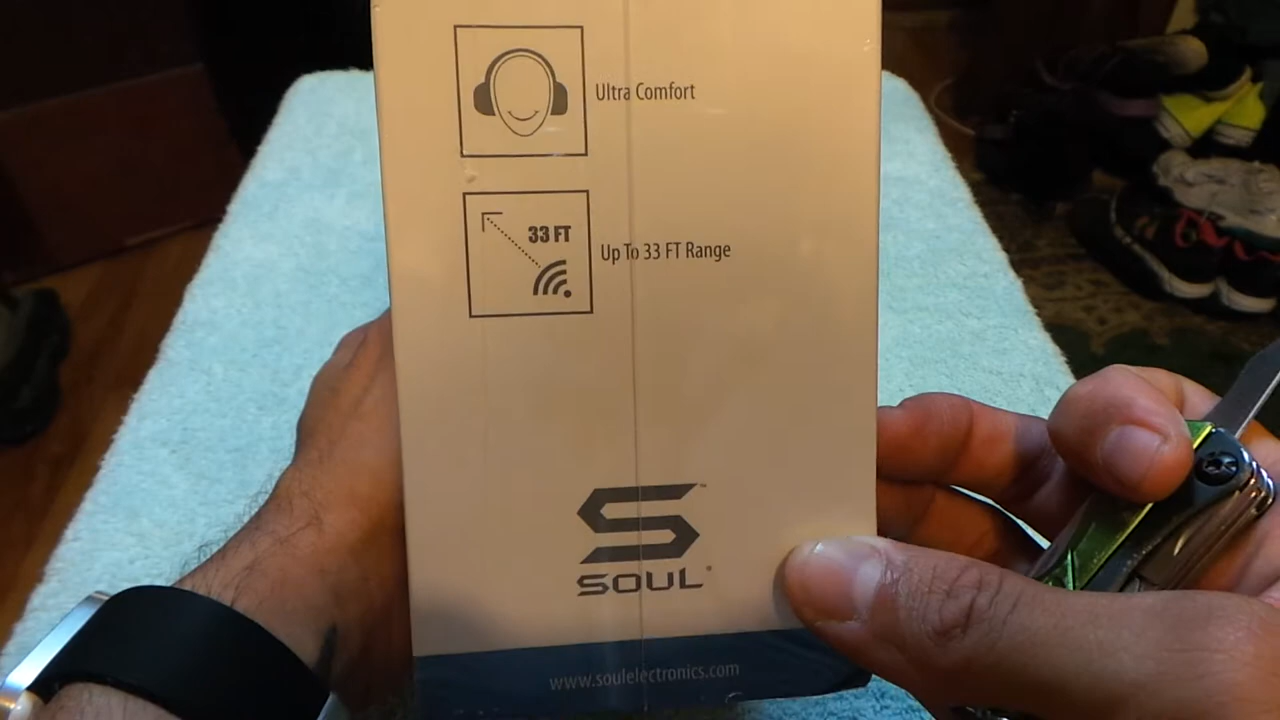 Ultra Comfort
33 FT
Up To 33 FT Range
SOUL
www.soulelectronics.com